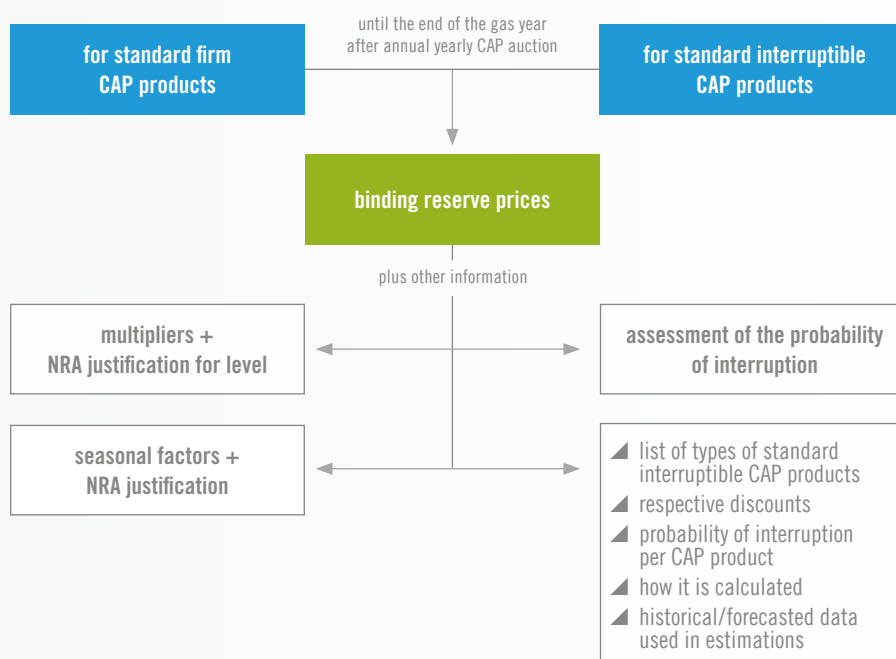 for standard firm
CAP products
until the end of the gas year
after annual yearly CAP auction
for standard interruptible
CAP products
binding reserve prices
plus other information
multipliers +
NRA justification for level
assessment of the probability
of interruption
seasonal factors +
NRA justification
list of types of standard
interruptible CAP products
respective discounts
probability of interruption
per CAP product
how it is calculated
historical/forecasted data
used in estimations